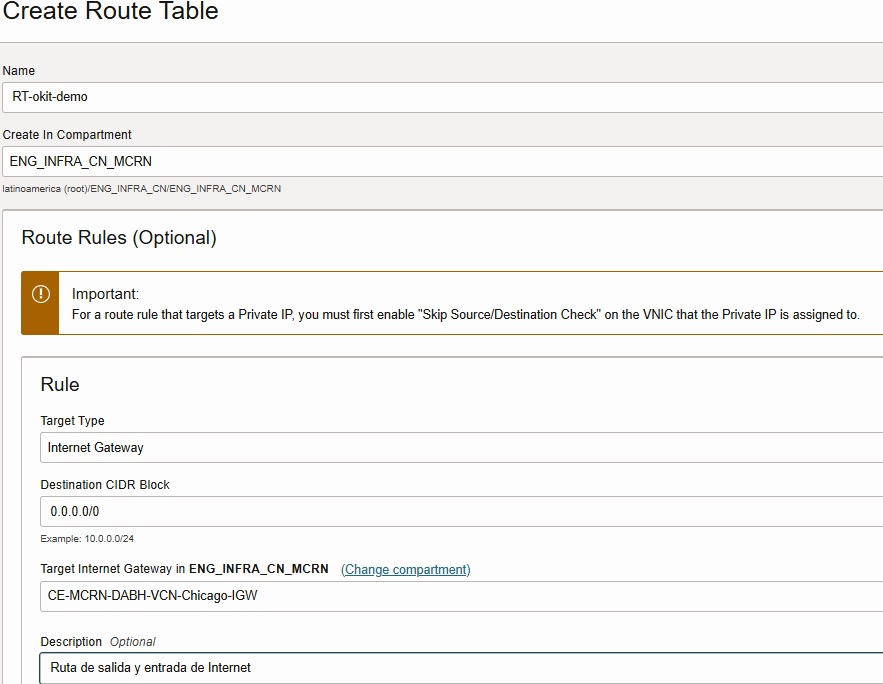 Create Route Table
Name
RT-okit-demo
Create In Compartment
ENG_INFRA_CN_MCRN
latinoamerica (root)/ENG_INFRA_CN/ENG_INFRA_CN_MCRN
Route Rules (Optional)
Important:
For a route rule that targets a Private IP, you must first enable "Skip Source/Destination Check" on the VNIC that the Private IP is assigned to.
Rule
Target Type
Internet Gateway
Destination CIDR Block
0.0.0.0/0
Example: 10.0.0.0/24
Target Internet Gateway in ENG_INFRA_CN_MCRN (Change compartment)
CE-MCRN-DABH-VCN-Chicago-IGW
Description Optional
Ruta de salida y entrada de Internet